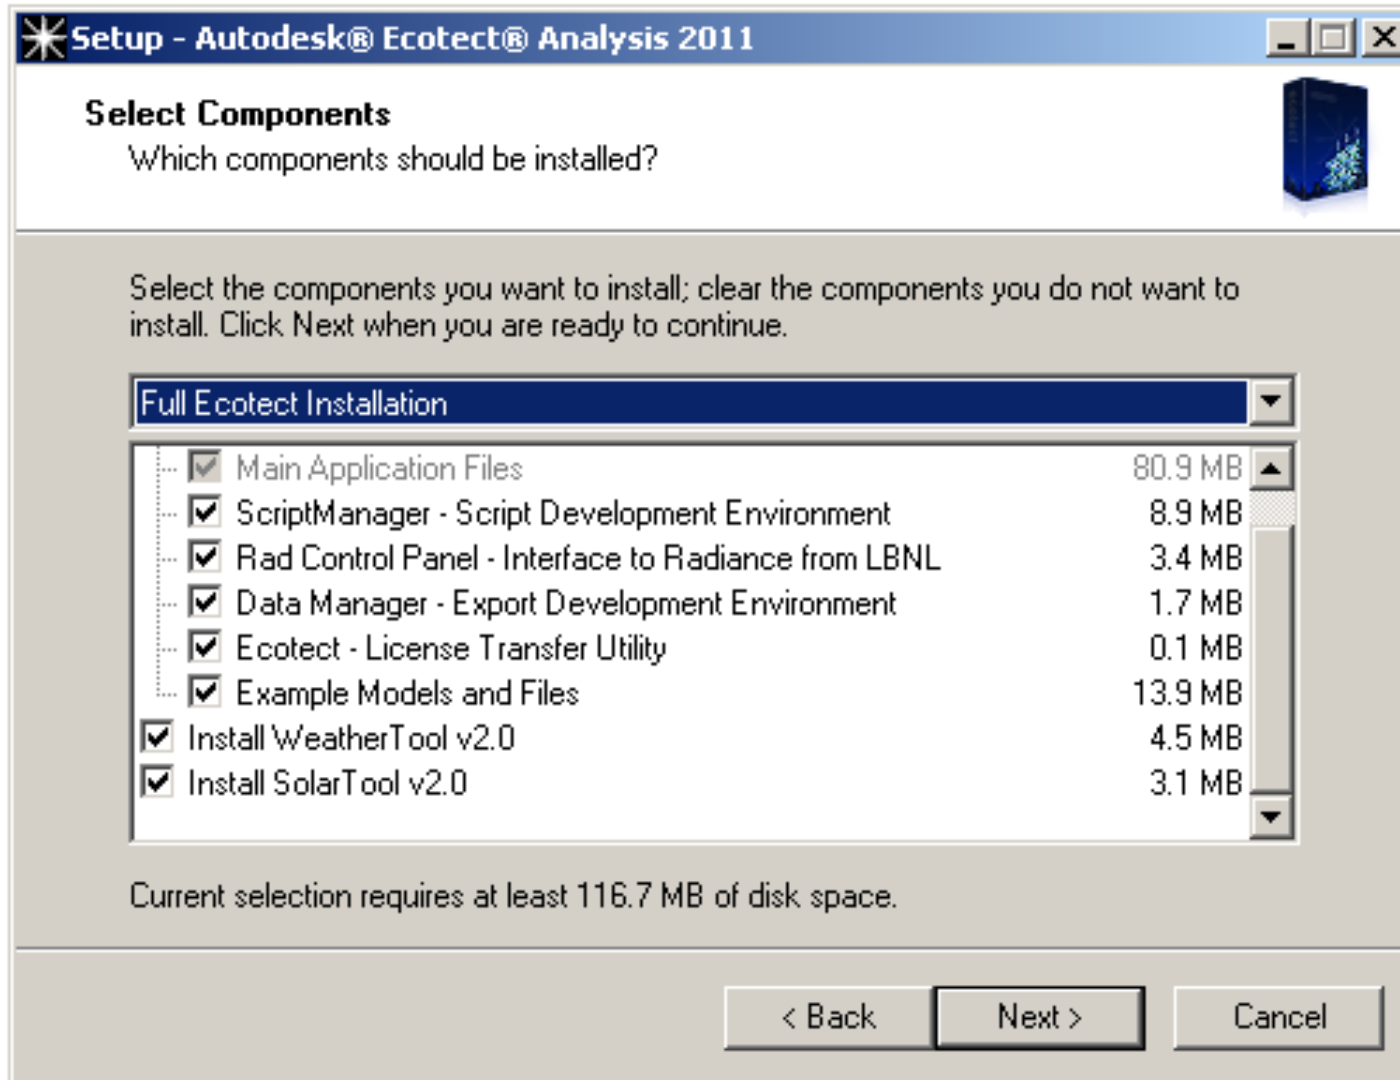 Setup - Autodesk® Ecotect® Analysis 2011
Select Components
Which components should be installed?
Select the components you want to install; clear the components you do not want to
install. Click Next when you are ready to continue.
Full Ecotect Installation
Main Application Files 80.9 MB
ScriptManager - Script Development Environment 8.9 MB
Rad Control Panel - Interface to Radiance from LBNL 3.4 MB
Data Manager - Export Development Environment 1.7 MB
Ecotect - License Transfer Utility 0.1 MB
Example Models and Files 13.9 MB
Install WeatherTool v2.0 4.5 MB
Install SolarTool v2.0 3.1 MB
Current selection requires at least 116.7 MB of disk space.
< Back Next > Cancel